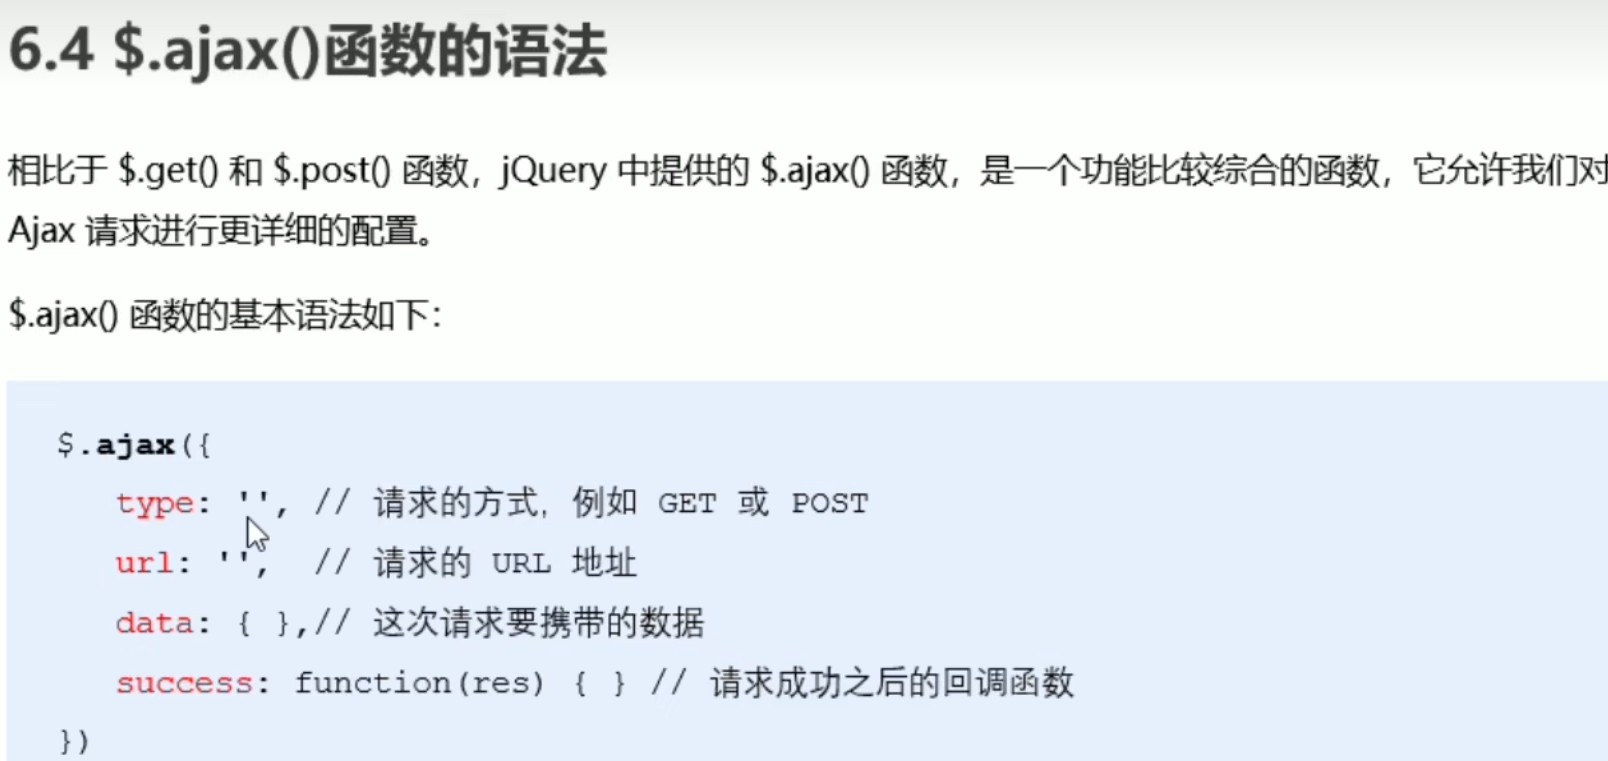 6.4 $.ajax()函数的语法
相比于 $.get() 和 $.post() 函数，jQuery 中提供的 $.ajax() 函数，是一个功能比较综合的函数，它允许我们对
Ajax 请求进行更详细的配置。
$.ajax() 函数的基本语法如下：
$.ajax({
type: '', // 请求的方式，例如 GET 或 POST
url: '', // 请求的 URL 地址
data: { },// 这次请求要携带的数据
success: function(res) { } // 请求成功之后的回调函数
})